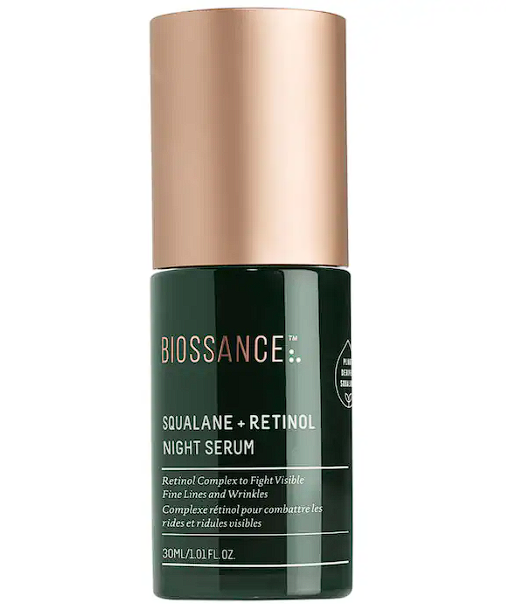 BIOSSANCE™
SQUALANE + RETINOL
NIGHT SERUM
Retinol Complex to Fight Visible
Fine Lines and Wrinkles
Complexe rétinol pour combattre les
rides et ridules visibles
30ML/1.01 FL. OZ.